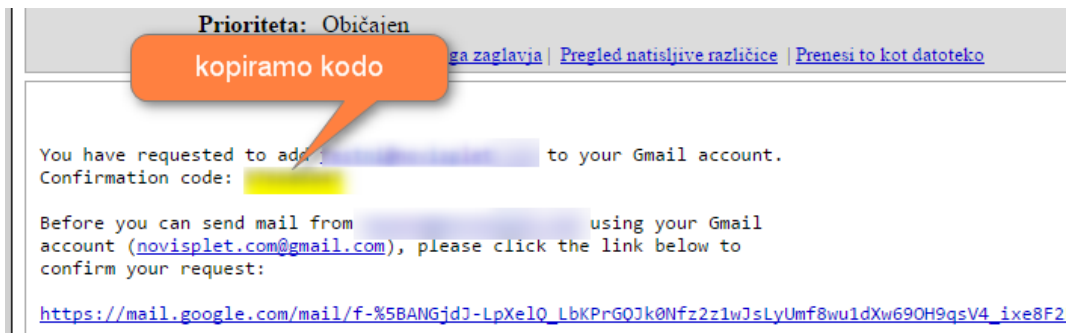 Prioriteta: Običajen
kopiramo kodo
ga zaglavja | Pregled natisljive različice | Prenesi to kot datoteko
You have requested to add to your Gmail account.
Confirmation code:
Before you can send mail from using your Gmail
account (novisplet.com@gmail.com), please click the link below to
confirm your request:
https://mail.google.com/mail/f-%5BANGjdJ-LpXelQ_LbKPrGQJk0Nfz2z1wJsLyUmf8wu1dXw69OH9qsV4_ixe8F2